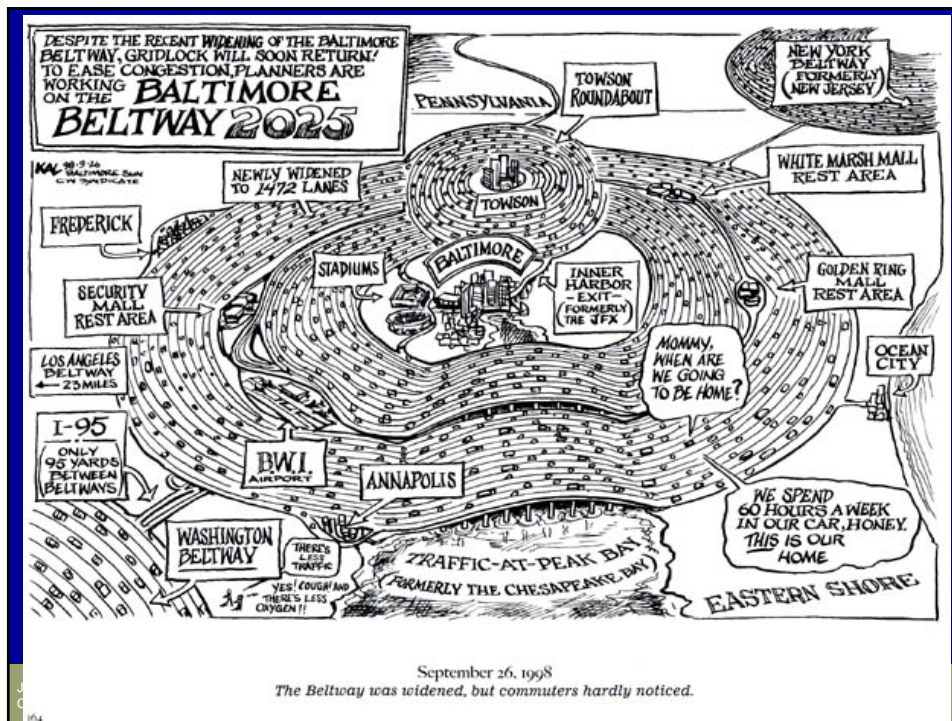 DESPITE THE RECENT WIDENING OF THE BALTIMORE
BELTWAY, GRIDLOCK WILL SOON RETURN!
TO EASE CONGESTION, PLANNERS ARE
WORKING
ON THE BALTIMORE
BELTWAY 2025
KAL 98-9-26
BALTIMORE SUN
CW SYNDICATE
PENNSYLVANIA
TOWSON
ROUNDABOUT
NEW YORK
BELTWAY
(FORMERLY
NEW JERSEY)
NEWLY WIDENED
TO 1472 LANES
WHITE MARSH MALL
REST AREA
TOWSON
FREDERICK
STADIUMS
BALTIMORE
INNER
HARBOR
-EXIT-
(FORMERLY
THE JFX)
GOLDEN RING
MALL
REST AREA
SECURITY
MALL
REST AREA
LOS ANGELES
BELTWAY
← 23 MILES
MOMMY,
WHEN ARE
WE GOING
TO BE HOME?
OCEAN
CITY
I-95
(ONLY
95 YARDS
BETWEEN
BELTWAYS)
B.W.I.
AIRPORT
ANNAPOLIS
WE SPEND
60 HOURS A WEEK
IN OUR CAR, HONEY.
THIS IS OUR
HOME
WASHINGTON
BELTWAY
THERE'S
LESS
TRAFFIC
YES! COUGH! AND
THERE'S LESS
OXYGEN!!
TRAFFIC-AT-PEAK BAY
(FORMERLY THE CHESAPEAKE BAY)
EASTERN SHORE
September 26, 1998
The Beltway was widened, but commuters hardly noticed.
164